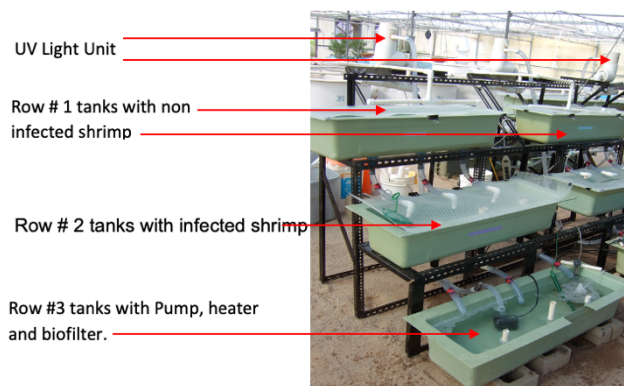 UV Light Unit
Row # 1 tanks with non
infected shrimp
Row # 2 tanks with infected shrimp
Row #3 tanks with Pump, heater
and biofilter.